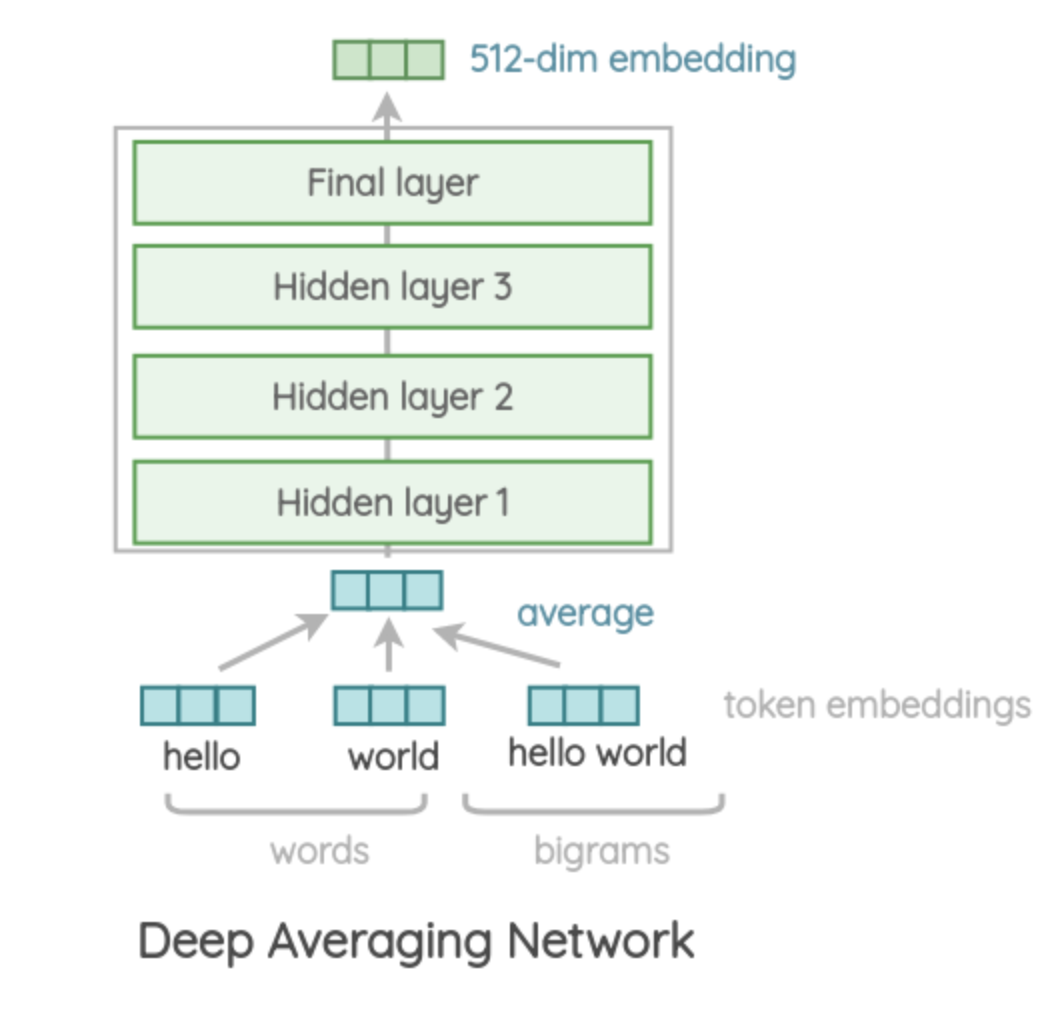 512-dim embedding
Final layer
Hidden layer 3
Hidden layer 2
Hidden layer 1
average
token embeddings
hello
world
hello world
words
bigrams
Deep Averaging Network